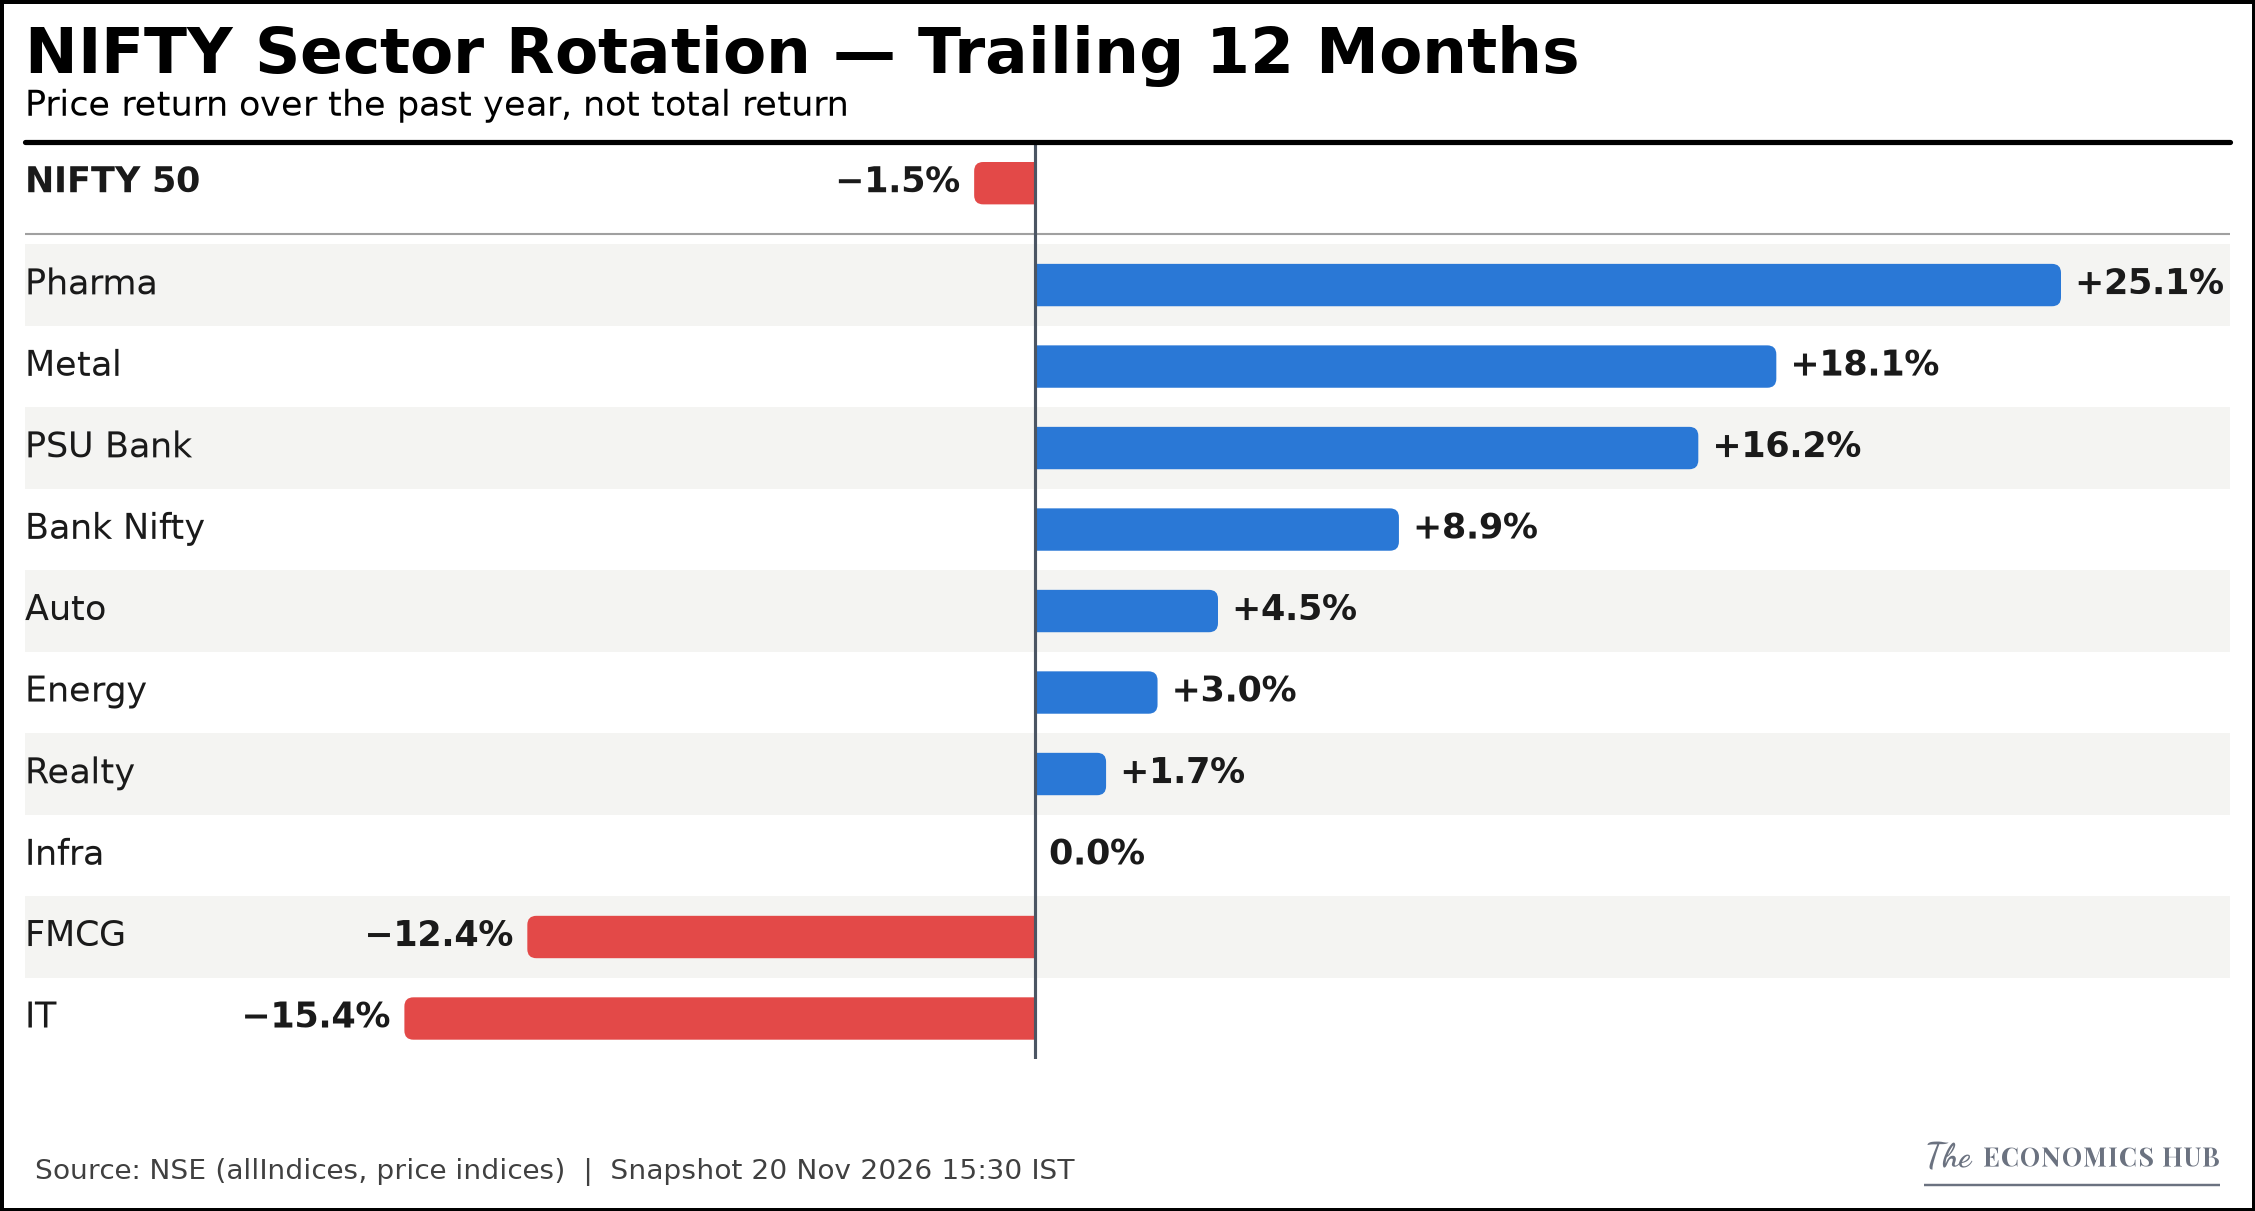 NIFTY Sector Rotation — Trailing 12 Months
Price return over the past year, not total return
NIFTY 50 −1.5%
Pharma +25.1%
Metal +18.1%
PSU Bank +16.2%
Bank Nifty +8.9%
Auto +4.5%
Energy +3.0%
Realty +1.7%
Infra 0.0%
FMCG −12.4%
IT −15.4%
Source: NSE (allIndices, price indices) | Snapshot 20 Nov 2026 15:30 IST
The ECONOMICS HUB